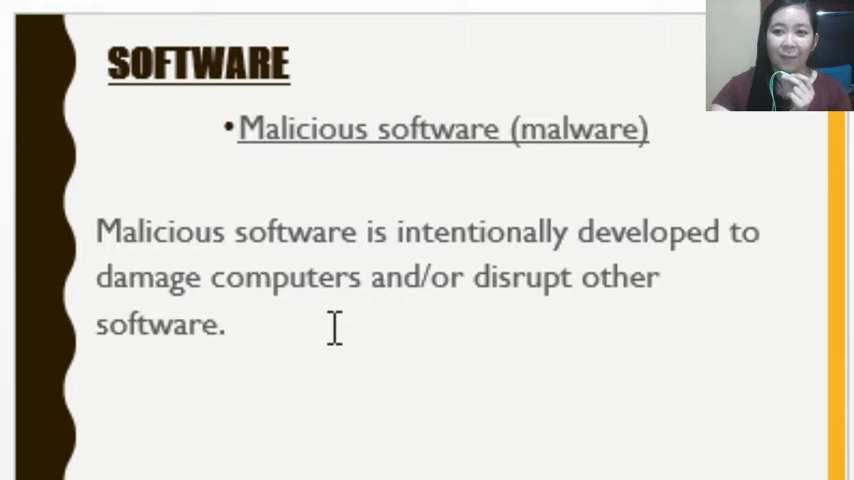 SOFTWARE
•Malicious software (malware)
Malicious software is intentionally developed to
damage computers and/or disrupt other
software.